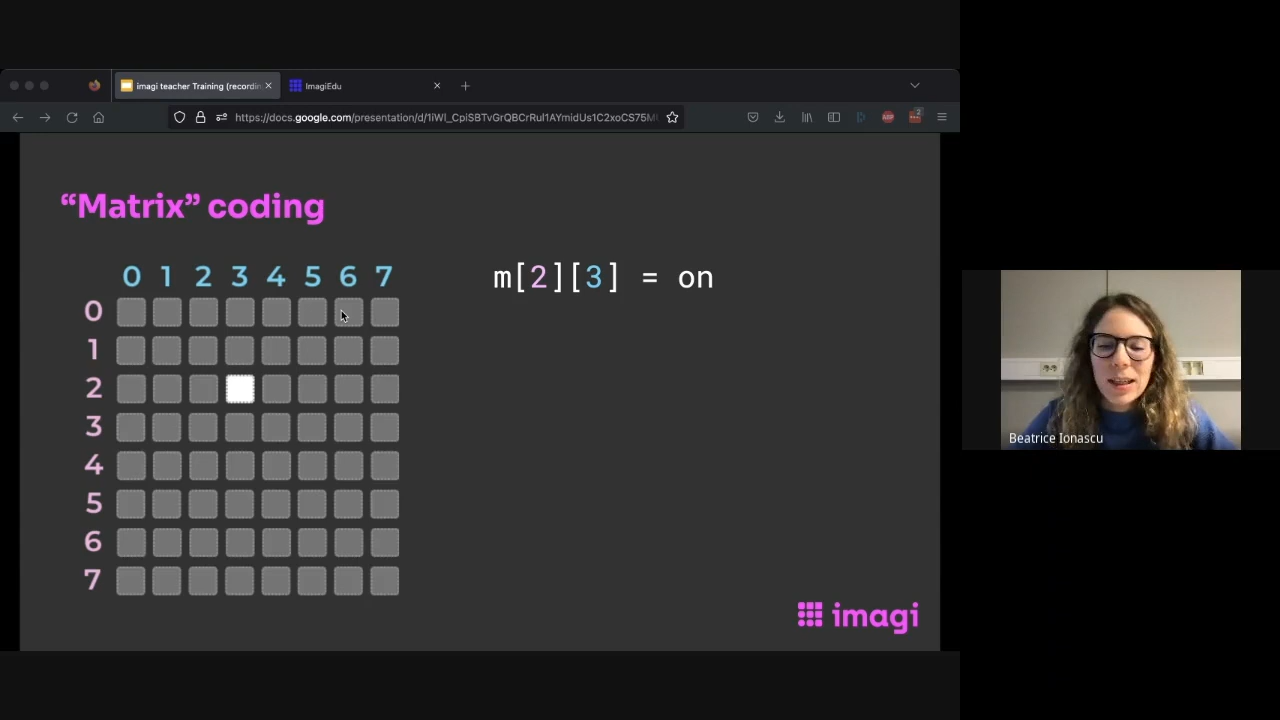 imagi teacher Training (recordin
ImagiEdu
https://docs.google.com/presentation/d/1iWl_CpiSBTvGrQBCrRul1AYmidUs1C2xoCS75M
“Matrix” coding
0 1 2 3 4 5 6 7
m[2][3] = on
0
1
2
3
4
5
6
7
Beatrice Ionascu
imagi